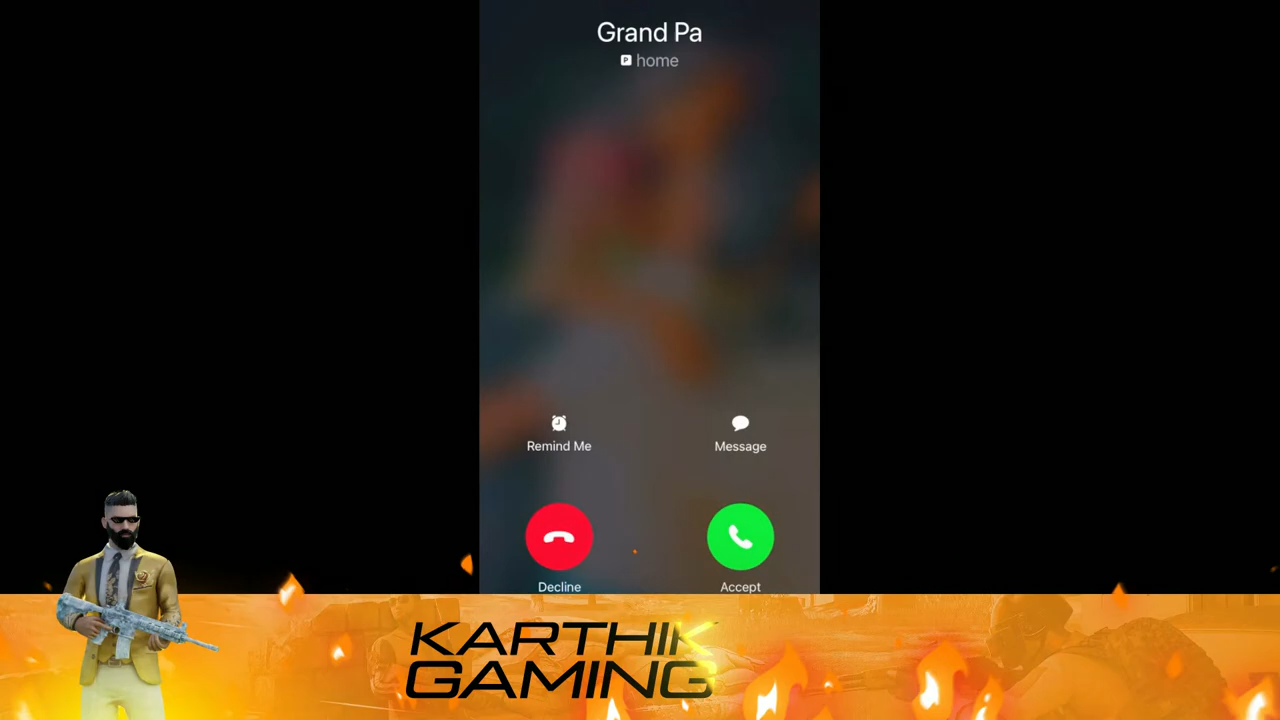 Grand Pa
P home
Remind Me
Message
Decline
Accept
KARTHIK
GAMING